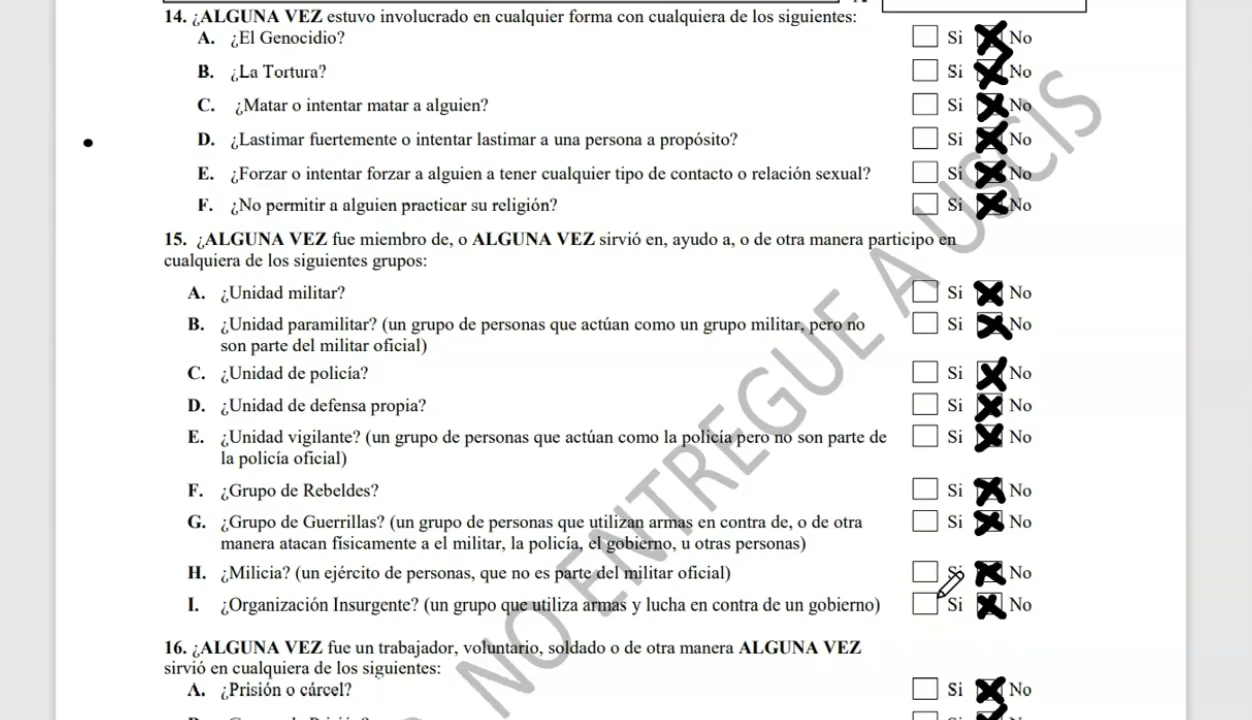 14. ¿ALGUNA VEZ estuvo involucrado en cualquier forma con cualquiera de los siguientes:
A. ¿El Genocidio? Si No
B. ¿La Tortura? Si No
C. ¿Matar o intentar matar a alguien? Si No
D. ¿Lastimar fuertemente o intentar lastimar a una persona a propósito? Si No
E. ¿Forzar o intentar forzar a alguien a tener cualquier tipo de contacto o relación sexual? Si No
F. ¿No permitir a alguien practicar su religión? Si No
15. ¿ALGUNA VEZ fue miembro de, o ALGUNA VEZ sirvió en, ayudo a, o de otra manera participo en
cualquiera de los siguientes grupos:
A. ¿Unidad militar? Si No
B. ¿Unidad paramilitar? (un grupo de personas que actúan como un grupo militar, pero no Si No
son parte del militar oficial)
C. ¿Unidad de policía? Si No
D. ¿Unidad de defensa propia? Si No
E. ¿Unidad vigilante? (un grupo de personas que actúan como la policía pero no son parte de Si No
la policía oficial)
F. ¿Grupo de Rebeldes? Si No
G. ¿Grupo de Guerrillas? (un grupo de personas que utilizan armas en contra de, o de otra Si No
manera atacan físicamente a el militar, la policía, el gobierno, u otras personas)
H. ¿Milicia? (un ejército de personas, que no es parte del militar oficial) Si No
I. ¿Organización Insurgente? (un grupo que utiliza armas y lucha en contra de un gobierno) Si No
16. ¿ALGUNA VEZ fue un trabajador, voluntario, soldado o de otra manera ALGUNA VEZ
sirvió en cualquiera de los siguientes:
A. ¿Prisión o cárcel? Si No
NO ENTREGUE A USCIS